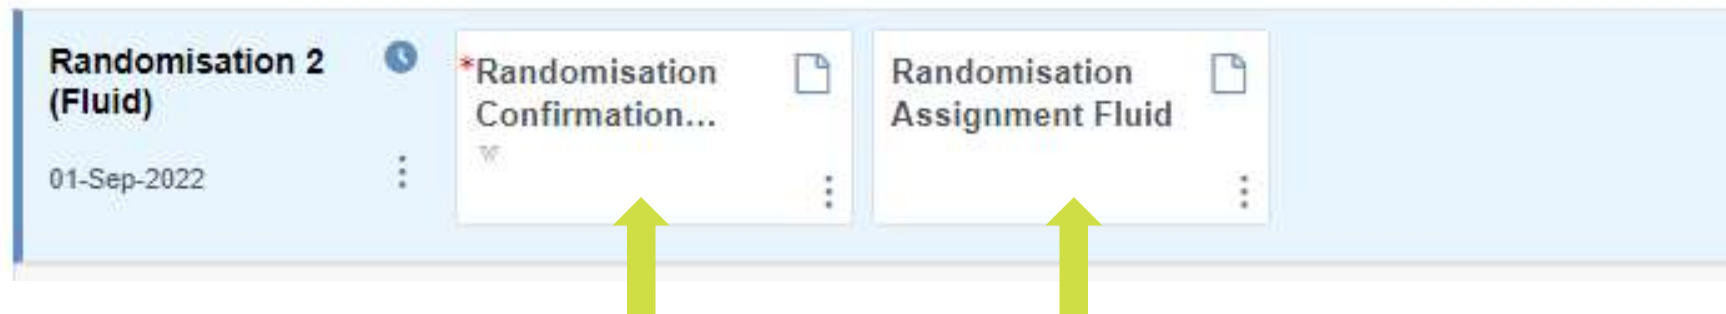 Randomisation 2
(Fluid)
01-Sep-2022
*Randomisation
Confirmation...
W
Randomisation
Assignment Fluid